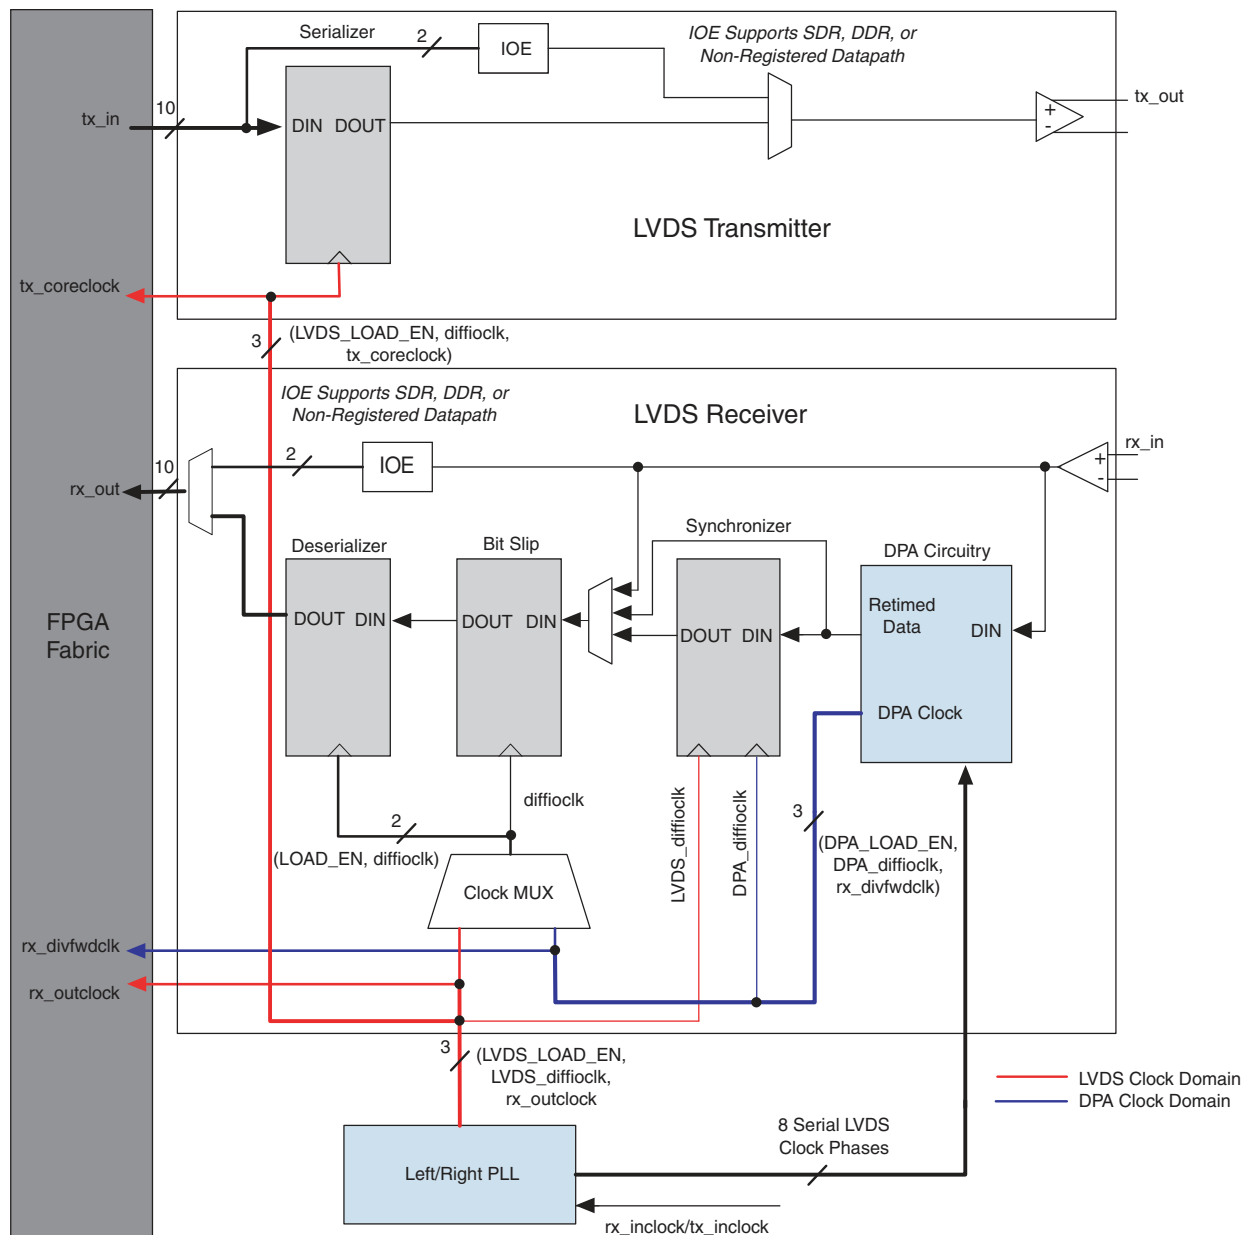 Serializer
2
IOE
IOE Supports SDR, DDR, or
Non-Registered Datapath
tx_in
10
DIN DOUT
+
-
tx_out
LVDS Transmitter
tx_coreclock
3
(LVDS_LOAD_EN, diffioclk,
tx_coreclock)
IOE Supports SDR, DDR, or
Non-Registered Datapath
LVDS Receiver
rx_out
10
2
IOE
+
-
rx_in
Deserializer
Bit Slip
Synchronizer
DPA Circuitry
FPGA
Fabric
DOUT DIN
DOUT DIN
DOUT DIN
Retimed
Data
DIN
DPA Clock
diffioclk
2
(LOAD_EN, diffioclk)
Clock MUX
LVDS_diffioclk
DPA_diffioclk
3
(DPA_LOAD_EN,
DPA_diffioclk,
rx_divfwdclk)
rx_divfwdclk
rx_outclock
3
(LVDS_LOAD_EN,
LVDS_diffioclk,
rx_outclock
LVDS Clock Domain
DPA Clock Domain
8 Serial LVDS
Clock Phases
Left/Right PLL
rx_inclock/tx_inclock